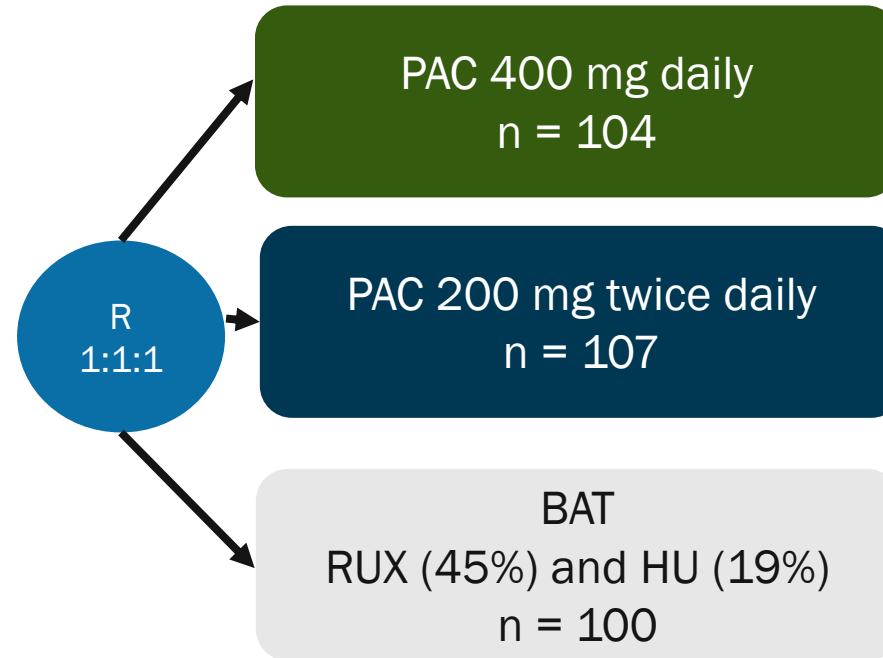 PAC 400 mg daily
n = 104
R
1:1:1
PAC 200 mg twice daily
n = 107
BAT
RUX (45%) and HU (19%)
n = 100